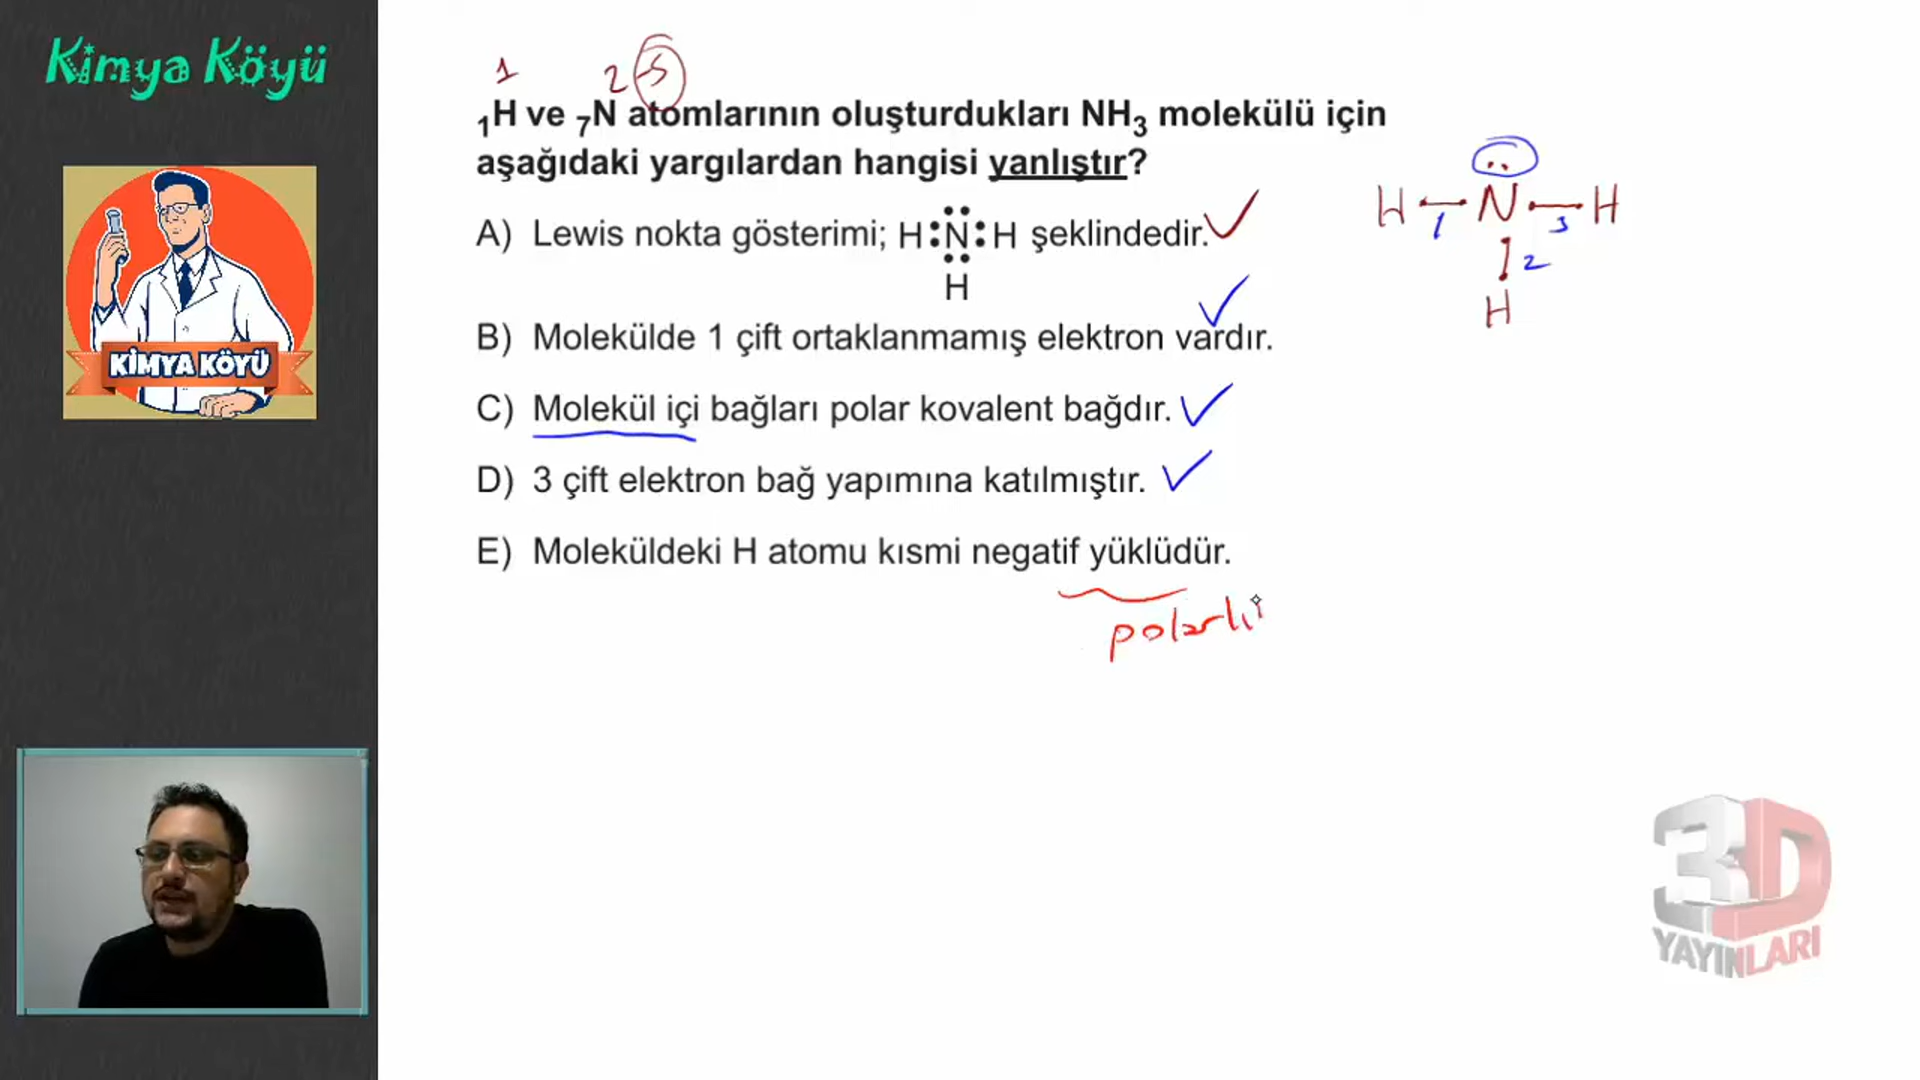 Kimya Köyü
KİMYA KÖYÜ
1 2 5
₁H ve ₇N atomlarının oluşturdukları NH₃ molekülü için
aşağıdaki yargılardan hangisi yanlıştır?
A) Lewis nokta gösterimi; H:N:H şeklindedir.
H
B) Molekülde 1 çift ortaklanmamış elektron vardır.
C) Molekül içi bağları polar kovalent bağdır.
D) 3 çift elektron bağ yapımına katılmıştır.
E) Moleküldeki H atomu kısmi negatif yüklüdür.
polarlı
H N H
1 3
2
H
3D
YAYINLARI